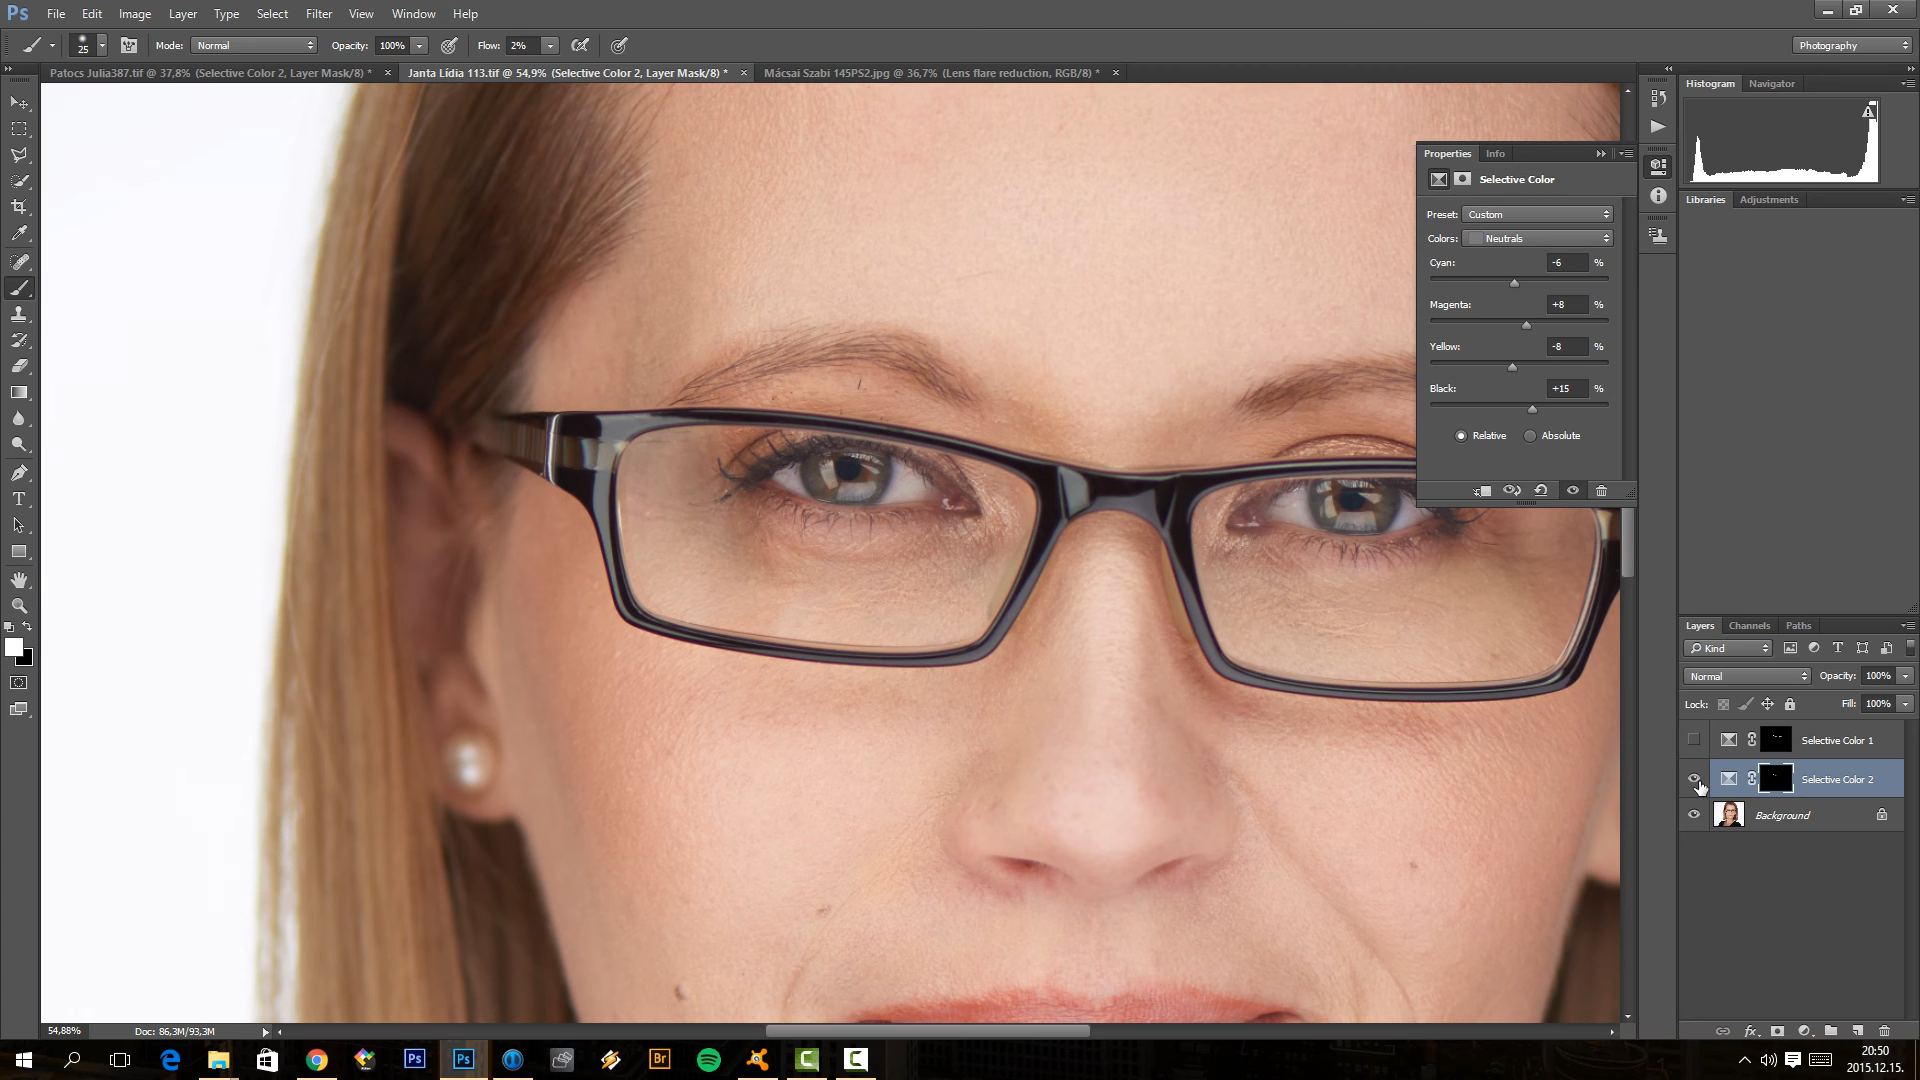 Ps File Edit Image Layer Type Select Filter 3D View Window Help
25 Mode: Normal Opacity: 100% Flow: 2% Photography
Patocs Julia387.tif @ 37,8% (Selective Color 2, Layer Mask/8) * × Janta Lídia 113.tif @ 54,9% (Selective Color 2, Layer Mask/8) * × Mácsai Szabi 145PS2.jpg @ 36,7% (Lens flare reduction, RGB/8) * ×
Histogram Navigator
Properties Info
Selective Color
Preset: Custom
Colors: Neutrals
Cyan: -6 %
Magenta: +8 %
Yellow: -8 %
Black: +15 %
Relative Absolute
Libraries Adjustments
Layers Channels Paths
Kind
Normal Opacity: 100%
Lock: Fill: 100%
Selective Color 1
Selective Color 2
Background
54,88% Doc: 86,3M/93,3M
Ps Ps Br C C
20:50
2015.12.15.